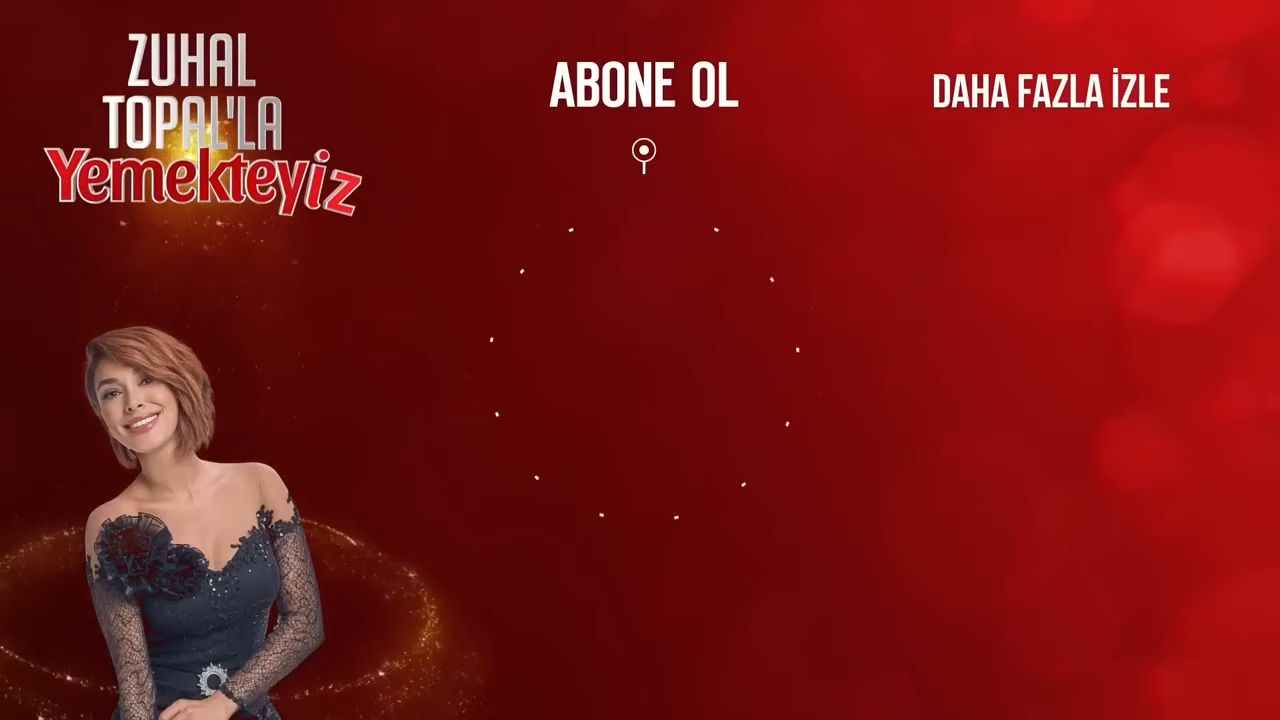 ZUHAL
TOPAL'LA
Yemekteyiz
ABONE OL
DAHA FAZLA İZLE